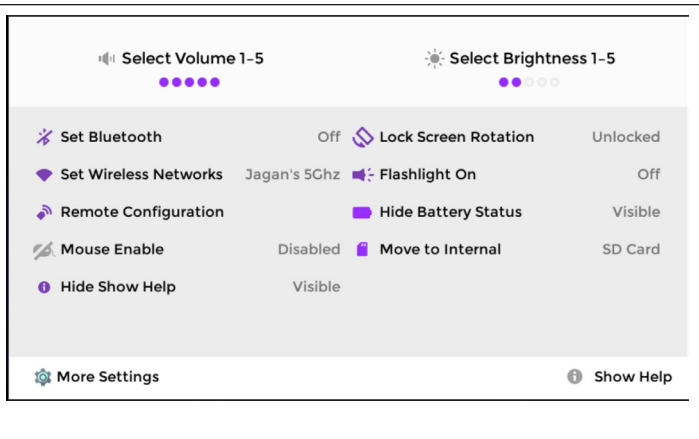 Select Volume 1-5
Select Brightness 1-5
Set Bluetooth Off Lock Screen Rotation Unlocked
Set Wireless Networks Jagan's 5Ghz Flashlight On Off
Remote Configuration Hide Battery Status Visible
Mouse Enable Disabled Move to Internal SD Card
Hide Show Help Visible
More Settings Show Help